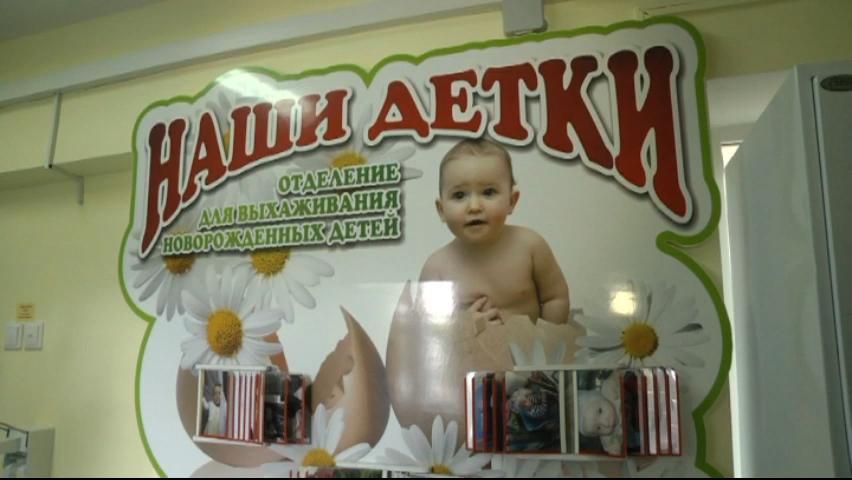 НАШИ ДЕТКИ
ОТДЕЛЕНИЕ
ДЛЯ ВЫХАЖИВАНИЯ
НОВОРОЖДЕННЫХ ДЕТЕЙ